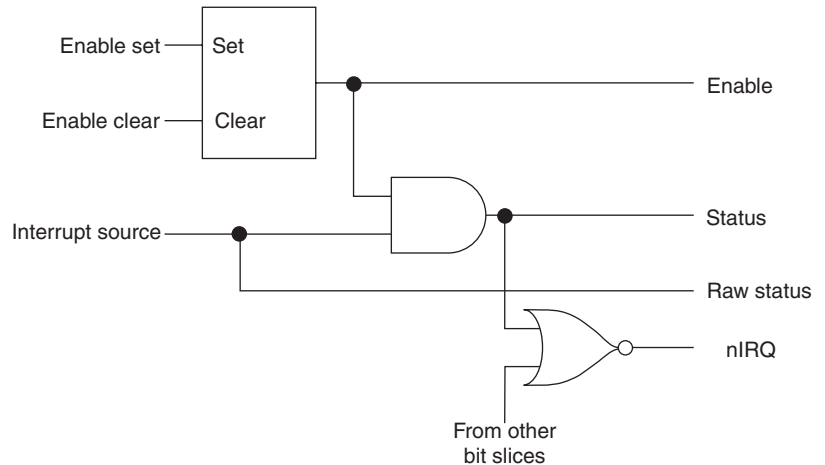 Enable set
Set
Enable
Enable clear
Clear
Interrupt source
Status
Raw status
nIRQ
From other
bit slices